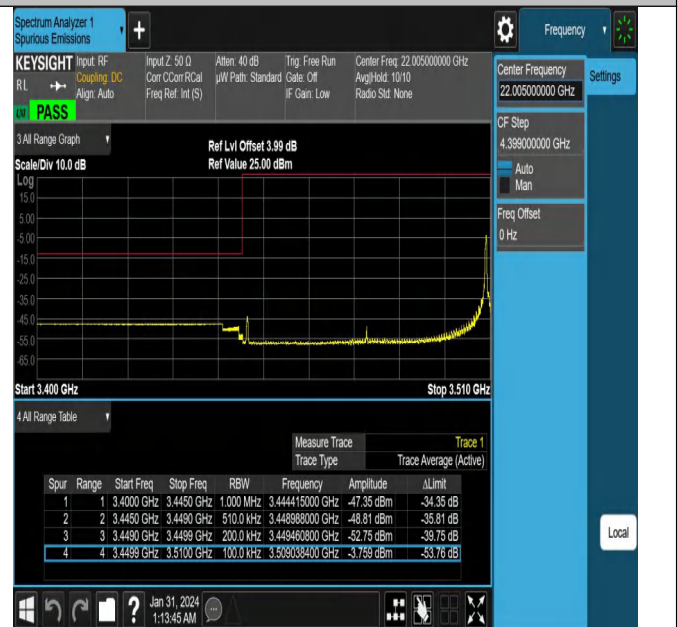 Spectrum Analyzer 1
Spurious Emissions
+
Frequency
KEYSIGHT Input: RF Input Z: 50 Ω Atten: 40 dB Trig: Free Run Center Freq: 22.005000000 GHz
RL Coupling: DC Corr CCorr RCal µW Path: Standard Gate: Off Avg|Hold: 10/10
Align: Auto Freq Ref: Int (S) IF Gain: Low Radio Std: None
LXI PASS
Center Frequency
22.005000000 GHz
Settings
CF Step
4.399000000 GHz
Auto
Man
Freq Offset
0 Hz
3 All Range Graph
Ref Lvl Offset 3.99 dB
Scale/Div 10.0 dB Ref Value 25.00 dBm
Log
15.0
5.00
-5.00
-15.0
-25.0
-35.0
-45.0
-55.0
-65.0
Start 3.400 GHz Stop 3.510 GHz
4 All Range Table
Measure Trace Trace 1
Trace Type Trace Average (Active)
Spur Range Start Freq Stop Freq RBW Frequency Amplitude ΔLimit
1 1 3.4000 GHz 3.4450 GHz 1.000 MHz 3.444415000 GHz -47.35 dBm -34.35 dB
2 2 3.4450 GHz 3.4490 GHz 510.0 kHz 3.448988000 GHz -48.81 dBm -35.81 dB
3 3 3.4490 GHz 3.4499 GHz 200.0 kHz 3.449460800 GHz -52.75 dBm -39.75 dB
4 4 3.4499 GHz 3.5100 GHz 100.0 kHz 3.509038400 GHz -3.759 dBm -53.76 dB
Local
?
Jan 31, 2024
1:13:45 AM